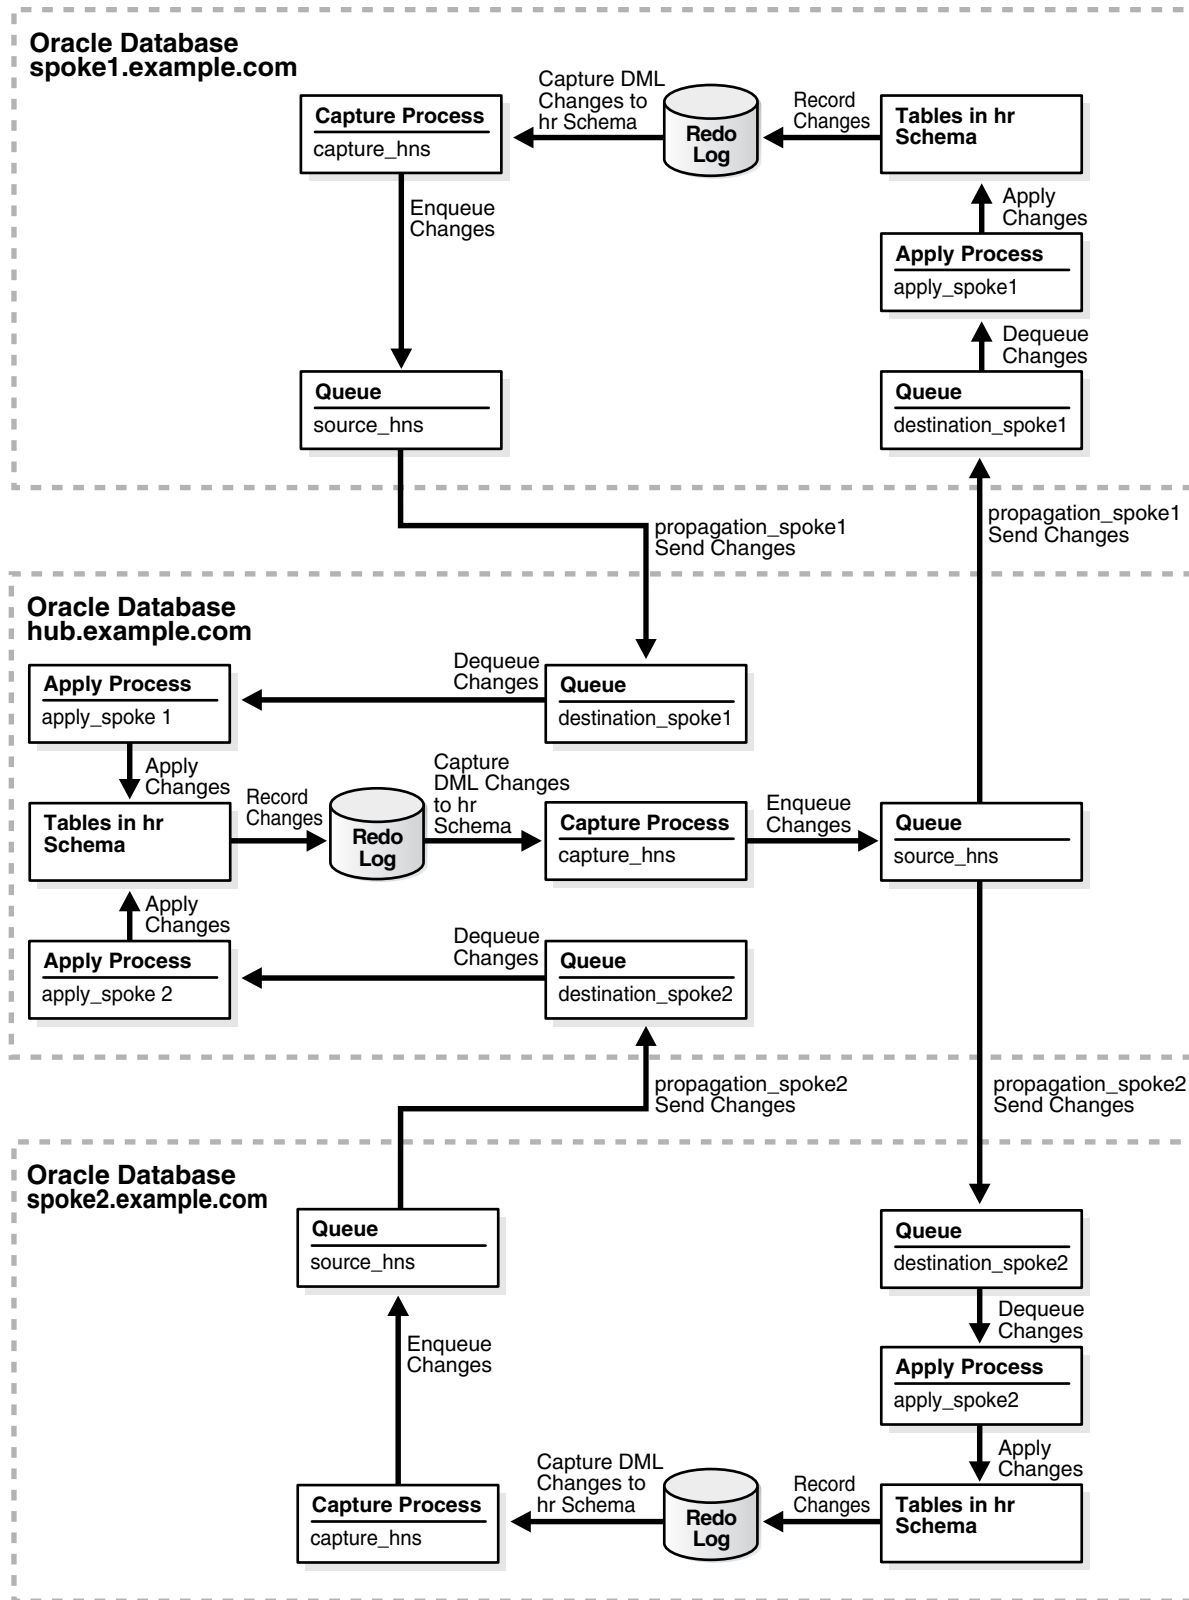 Oracle Database
spoke1.example.com
Capture Process
capture_hns
Capture DML
Changes to
hr Schema
Redo
Log
Record
Changes
Tables in hr
Schema
Enqueue
Changes
Apply
Changes
Apply Process
apply_spoke1
Dequeue
Changes
Queue
source_hns
Queue
destination_spoke1
propagation_spoke1
Send Changes
propagation_spoke1
Send Changes
Oracle Database
hub.example.com
Apply Process
apply_spoke 1
Dequeue
Changes
Queue
destination_spoke1
Apply
Changes
Tables in hr
Schema
Record
Changes
Redo
Log
Capture
DML Changes
to hr
Schema
Capture Process
capture_hns
Enqueue
Changes
Queue
source_hns
Apply
Changes
Apply Process
apply_spoke 2
Dequeue
Changes
Queue
destination_spoke2
propagation_spoke2
Send Changes
propagation_spoke2
Send Changes
Oracle Database
spoke2.example.com
Queue
source_hns
Queue
destination_spoke2
Enqueue
Changes
Dequeue
Changes
Apply Process
apply_spoke2
Apply
Changes
Capture Process
capture_hns
Capture DML
Changes to
hr Schema
Redo
Log
Record
Changes
Tables in hr
Schema